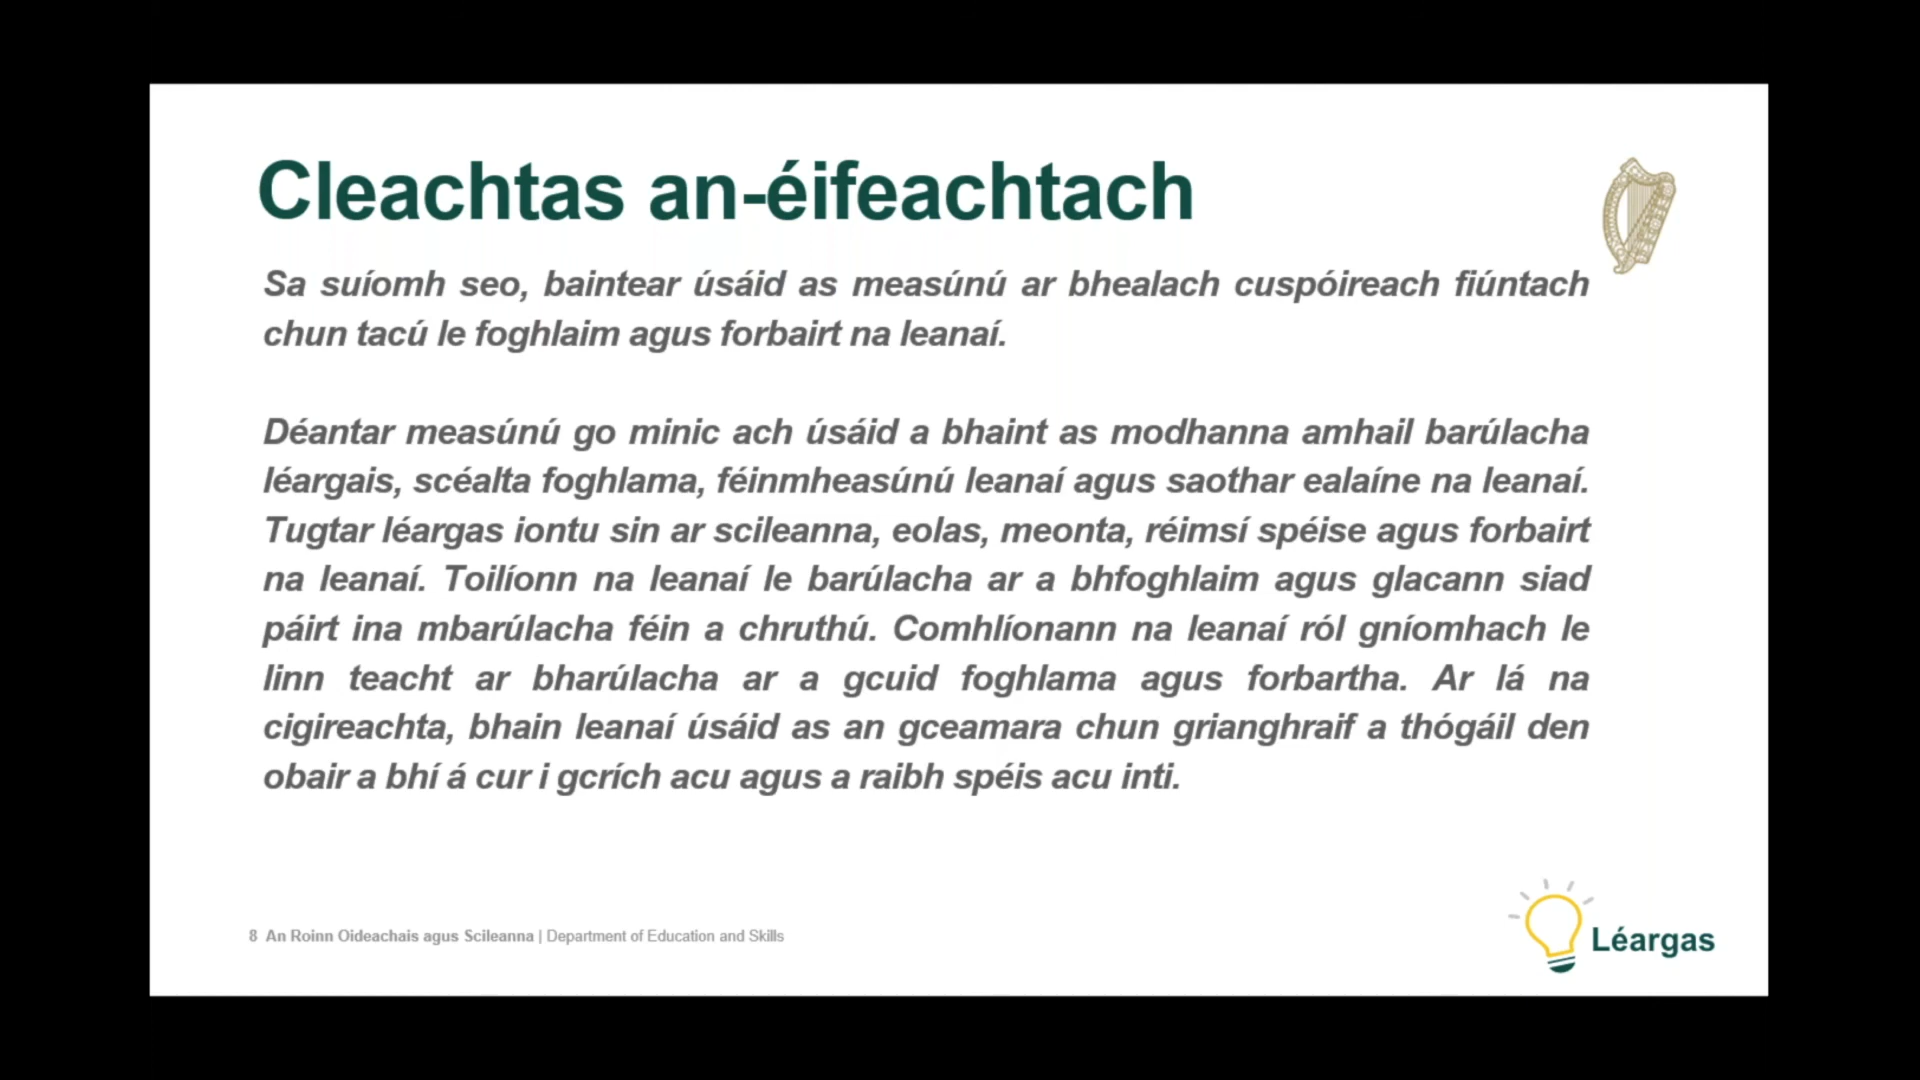 Cleachtas an-éifeachtach
Sa suíomh seo, baintear úsáid as measúnú ar bhealach cuspóireach fiúntach
chun tacú le foghlaim agus forbairt na leanaí.
Déantar measúnú go minic ach úsáid a bhaint as modhanna amhail barúlacha
léargais, scéalta foghlama, féinmheasúnú leanaí agus saothar ealaíne na leanaí.
Tugtar léargas iontu sin ar scileanna, eolas, meonta, réimsí spéise agus forbairt
na leanaí. Toilíonn na leanaí le barúlacha ar a bhfoghlaim agus glacann siad
páirt ina mbarúlacha féin a chruthú. Comhlíonann na leanaí ról gníomhach le
linn teacht ar bharúlacha ar a gcuid foghlama agus forbartha. Ar lá na
cigireachta, bhain leanaí úsáid as an gceamara chun grianghraif a thógáil den
obair a bhí á cur i gcrích acu agus a raibh spéis acu inti.
8 An Roinn Oideachais agus Scileanna | Department of Education and Skills
Léargas